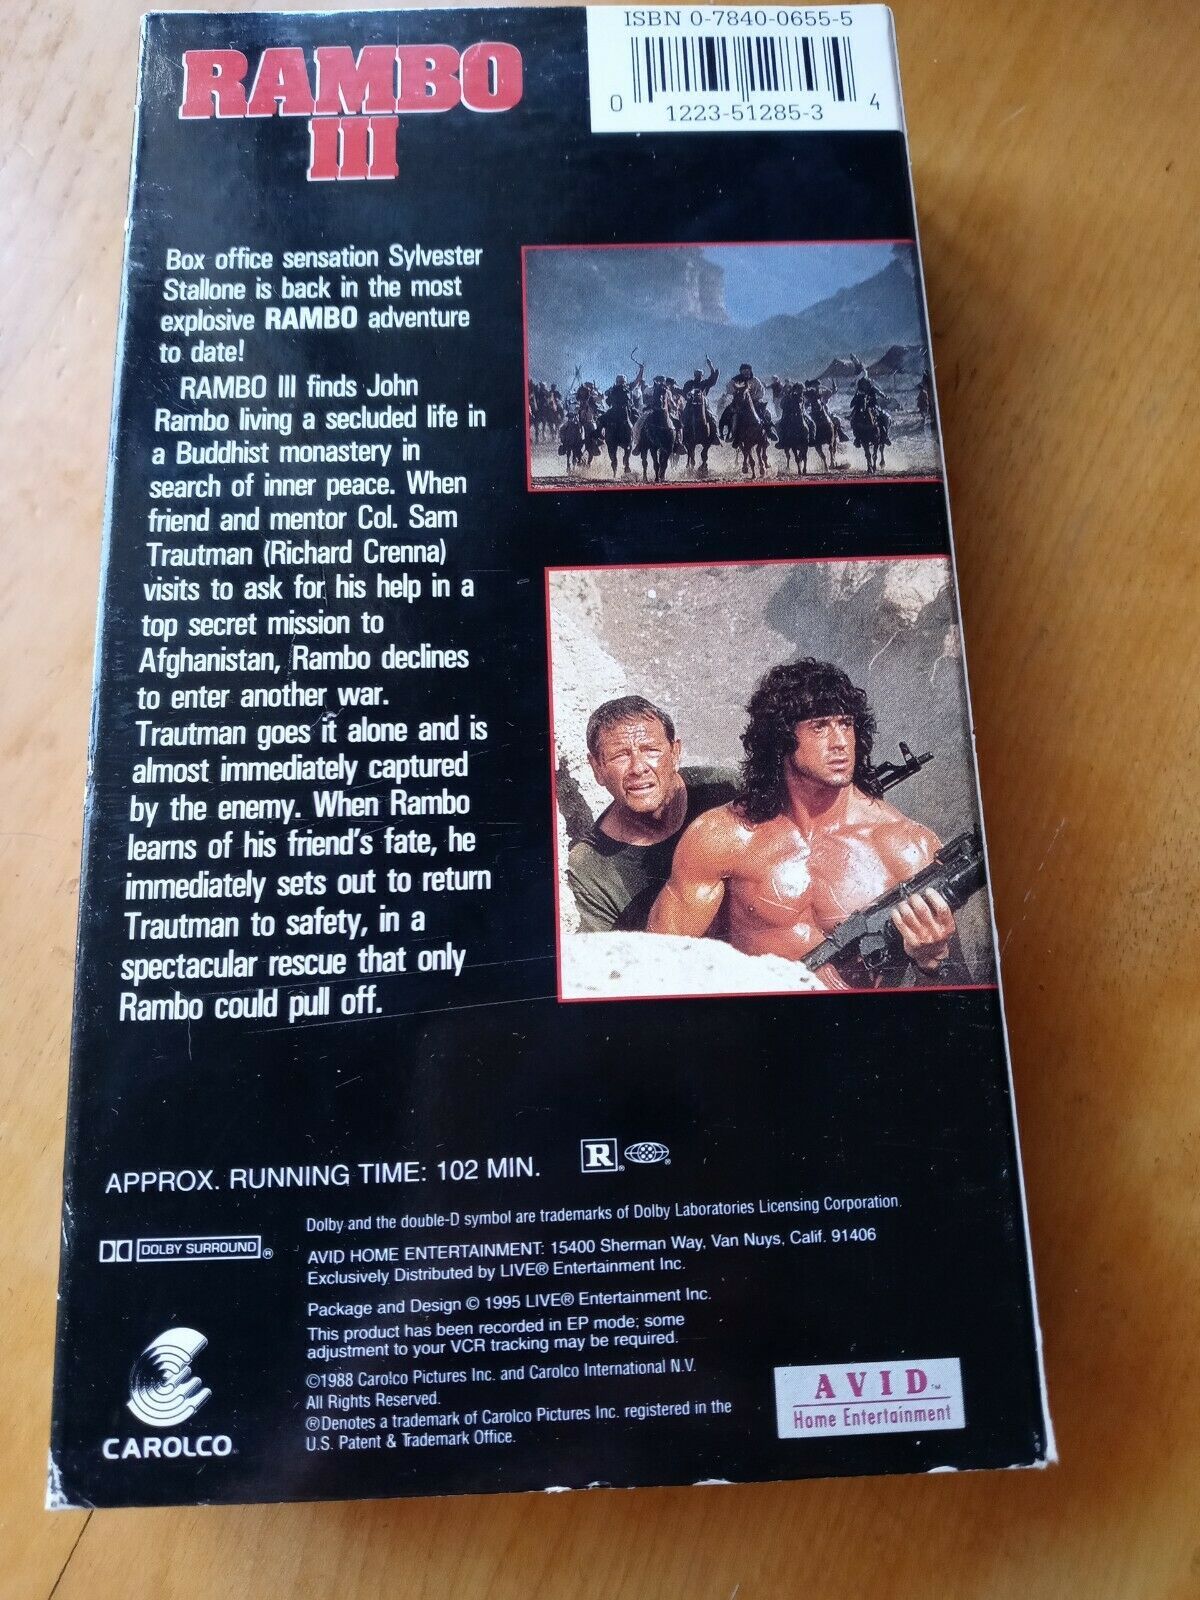 ISBN 0-7840-0655-5
0 1223-51285-3 4
RAMBO
III
Box office sensation Sylvester
Stallone is back in the most
explosive RAMBO adventure
to date!
RAMBO III finds John
Rambo living a secluded life in
a Buddhist monastery in
search of inner peace. When
friend and mentor Col. Sam
Trautman (Richard Crenna)
visits to ask for his help in a
top secret mission to
Afghanistan, Rambo declines
to enter another war.
Trautman goes it alone and is
almost immediately captured
by the enemy. When Rambo
learns of his friend's fate, he
immediately sets out to return
Trautman to safety, in a
spectacular rescue that only
Rambo could pull off.
APPROX. RUNNING TIME: 102 MIN.
R®
®
Dolby and the double-D symbol are trademarks of Dolby Laboratories Licensing Corporation.
DOLBY SURROUND®
AVID HOME ENTERTAINMENT: 15400 Sherman Way, Van Nuys, Calif. 91406
Exclusively Distributed by LIVE® Entertainment Inc.
Package and Design © 1995 LIVE® Entertainment Inc.
This product has been recorded in EP mode; some
adjustment to your VCR tracking may be required.
©1988 Carolco Pictures Inc. and Carolco International N.V.
All Rights Reserved.
®Denotes a trademark of Carolco Pictures Inc. registered in the
U.S. Patent & Trademark Office.
CAROLCO
AVID™
Home Entertainment